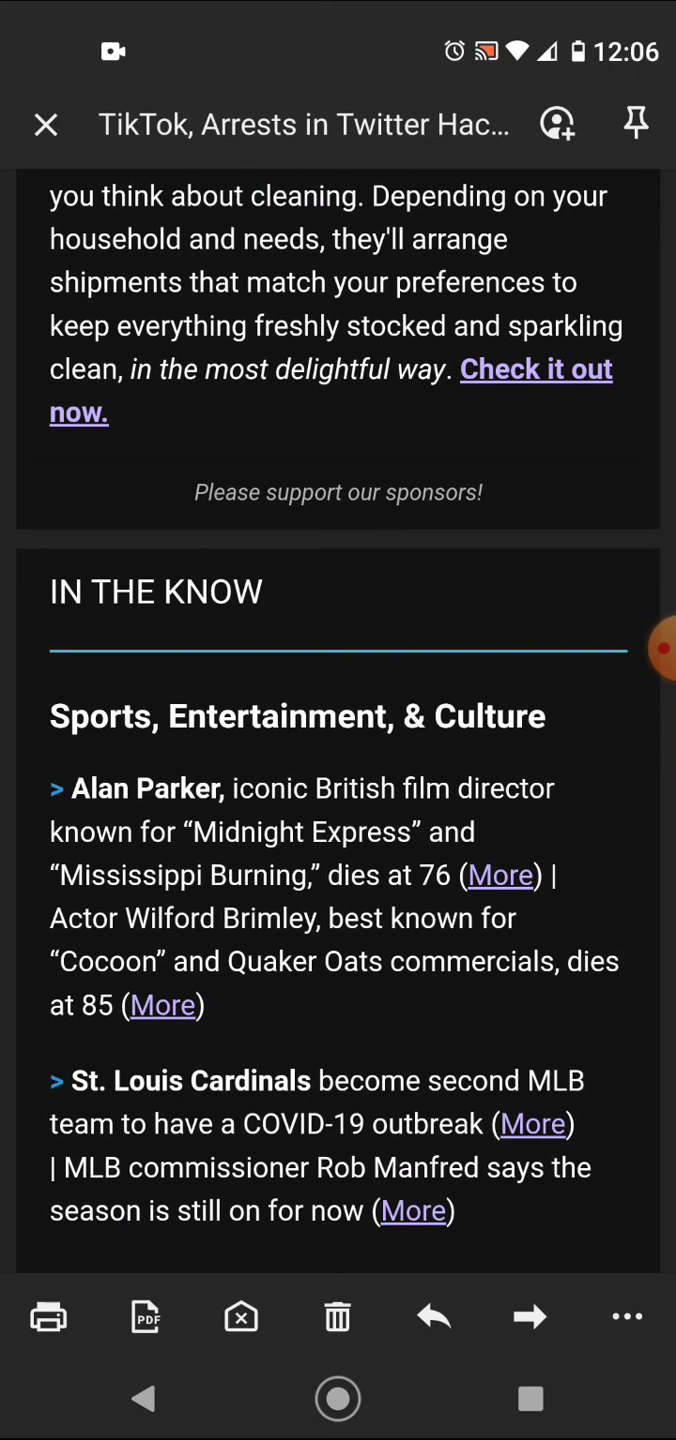 12:06
TikTok, Arrests in Twitter Hac...
you think about cleaning. Depending on your
household and needs, they'll arrange
shipments that match your preferences to
keep everything freshly stocked and sparkling
clean, in the most delightful way. Check it out
now.
Please support our sponsors!
IN THE KNOW
Sports, Entertainment, & Culture
> Alan Parker, iconic British film director
known for “Midnight Express” and
“Mississippi Burning,” dies at 76 (More) |
Actor Wilford Brimley, best known for
“Cocoon” and Quaker Oats commercials, dies
at 85 (More)
> St. Louis Cardinals become second MLB
team to have a COVID-19 outbreak (More)
| MLB commissioner Rob Manfred says the
season is still on for now (More)
PDF